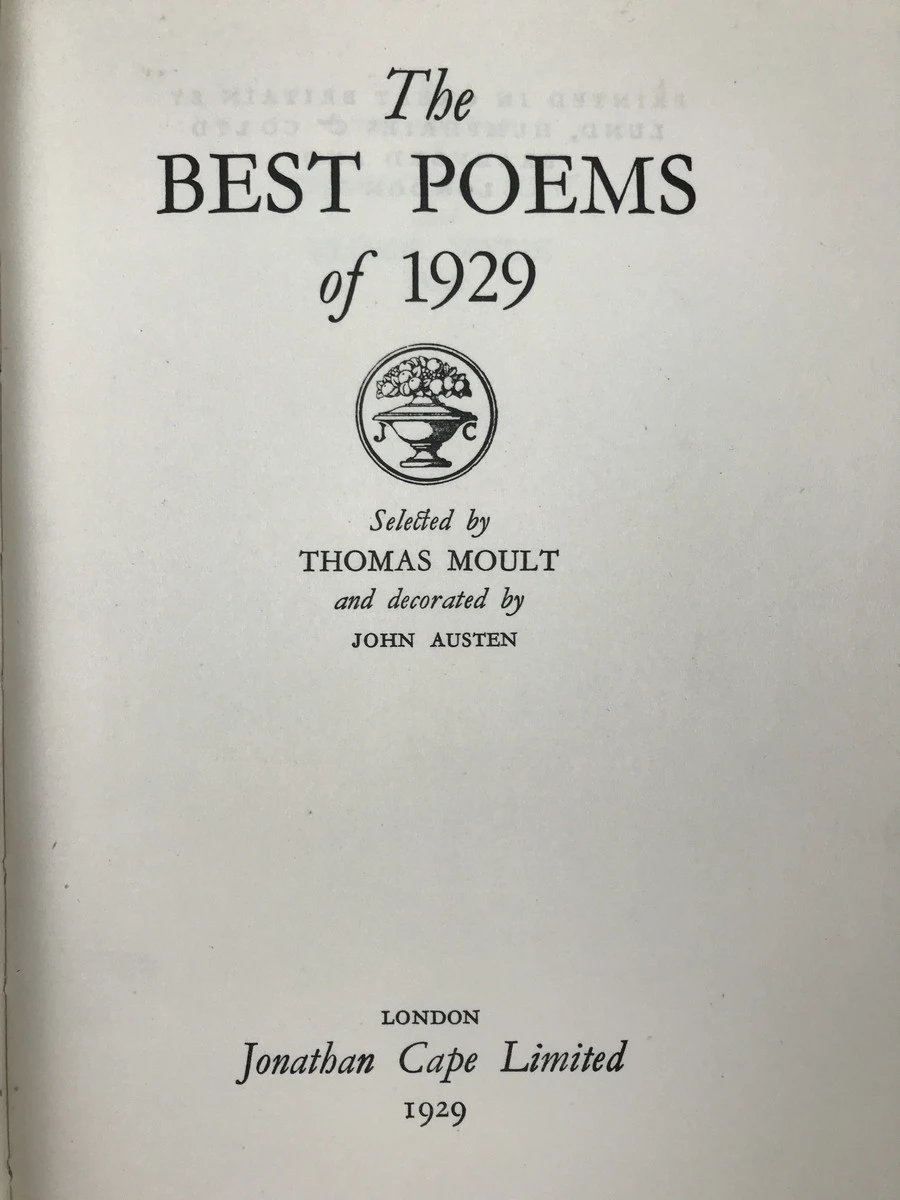 The
BEST POEMS
of 1929
J C
Selected by
THOMAS MOULT
and decorated by
JOHN AUSTEN
LONDON
Jonathan Cape Limited
1929